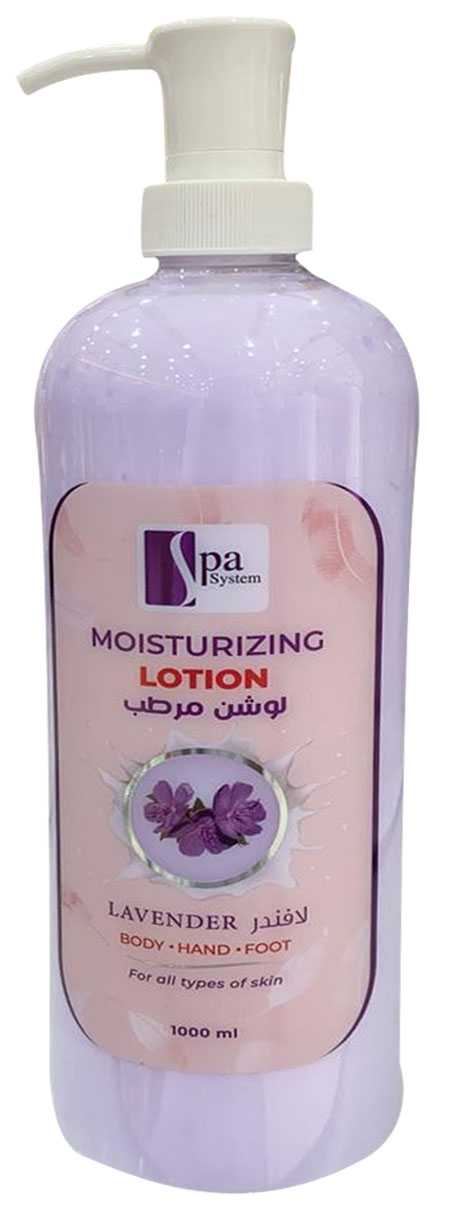 Spa
System
MOISTURIZING
LOTION
لوشن مرطب
LAVENDER لافندر
BODY • HAND • FOOT
For all types of skin
1000 ml